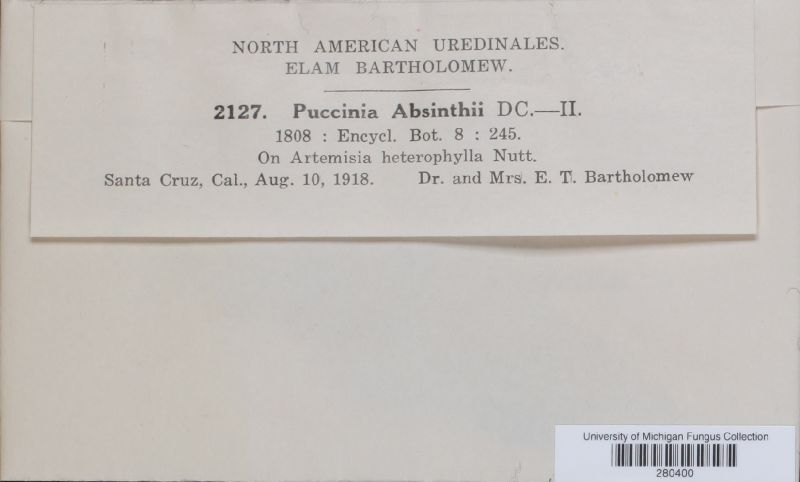 NORTH AMERICAN UREDINALES.
ELAM BARTHOLOMEW.
2127. Puccinia Absinthii DC.—II.
1808 : Encycl. Bot. 8 : 245.
On Artemisia heterophylla Nutt.
Santa Cruz, Cal., Aug. 10, 1918. Dr. and Mrs. E. T. Bartholomew
University of Michigan Fungus Collection
280400